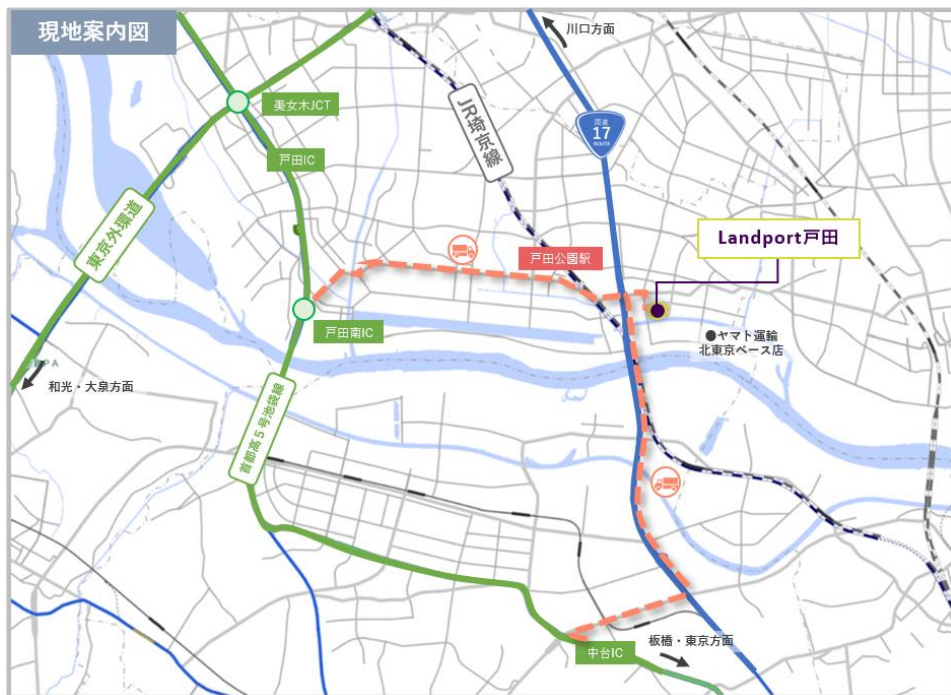 現地案内図
川口方面
美女木JCT
JR埼京線
国道
17
ROUTE
戸田IC
東京外環道
Landport戸田
戸田公園駅
戸田南IC
●ヤマト運輸
北東京ベース店
和光・大泉方面
首都高5号池袋線
板橋・東京方面
中台IC